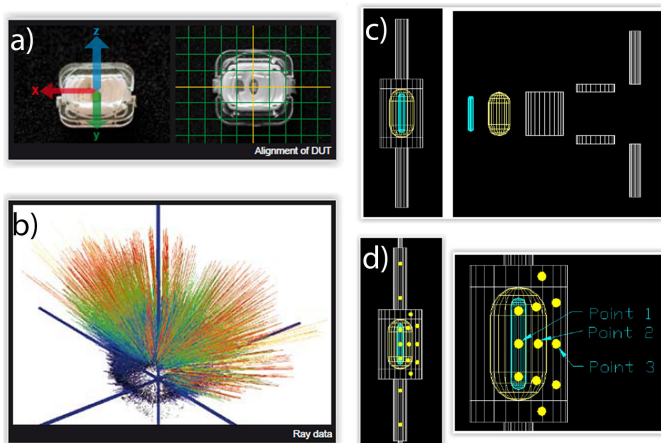 a)
z
x
y
Alignment of DUT
b)
Ray data
c)
d)
Point 1
Point 2
Point 3